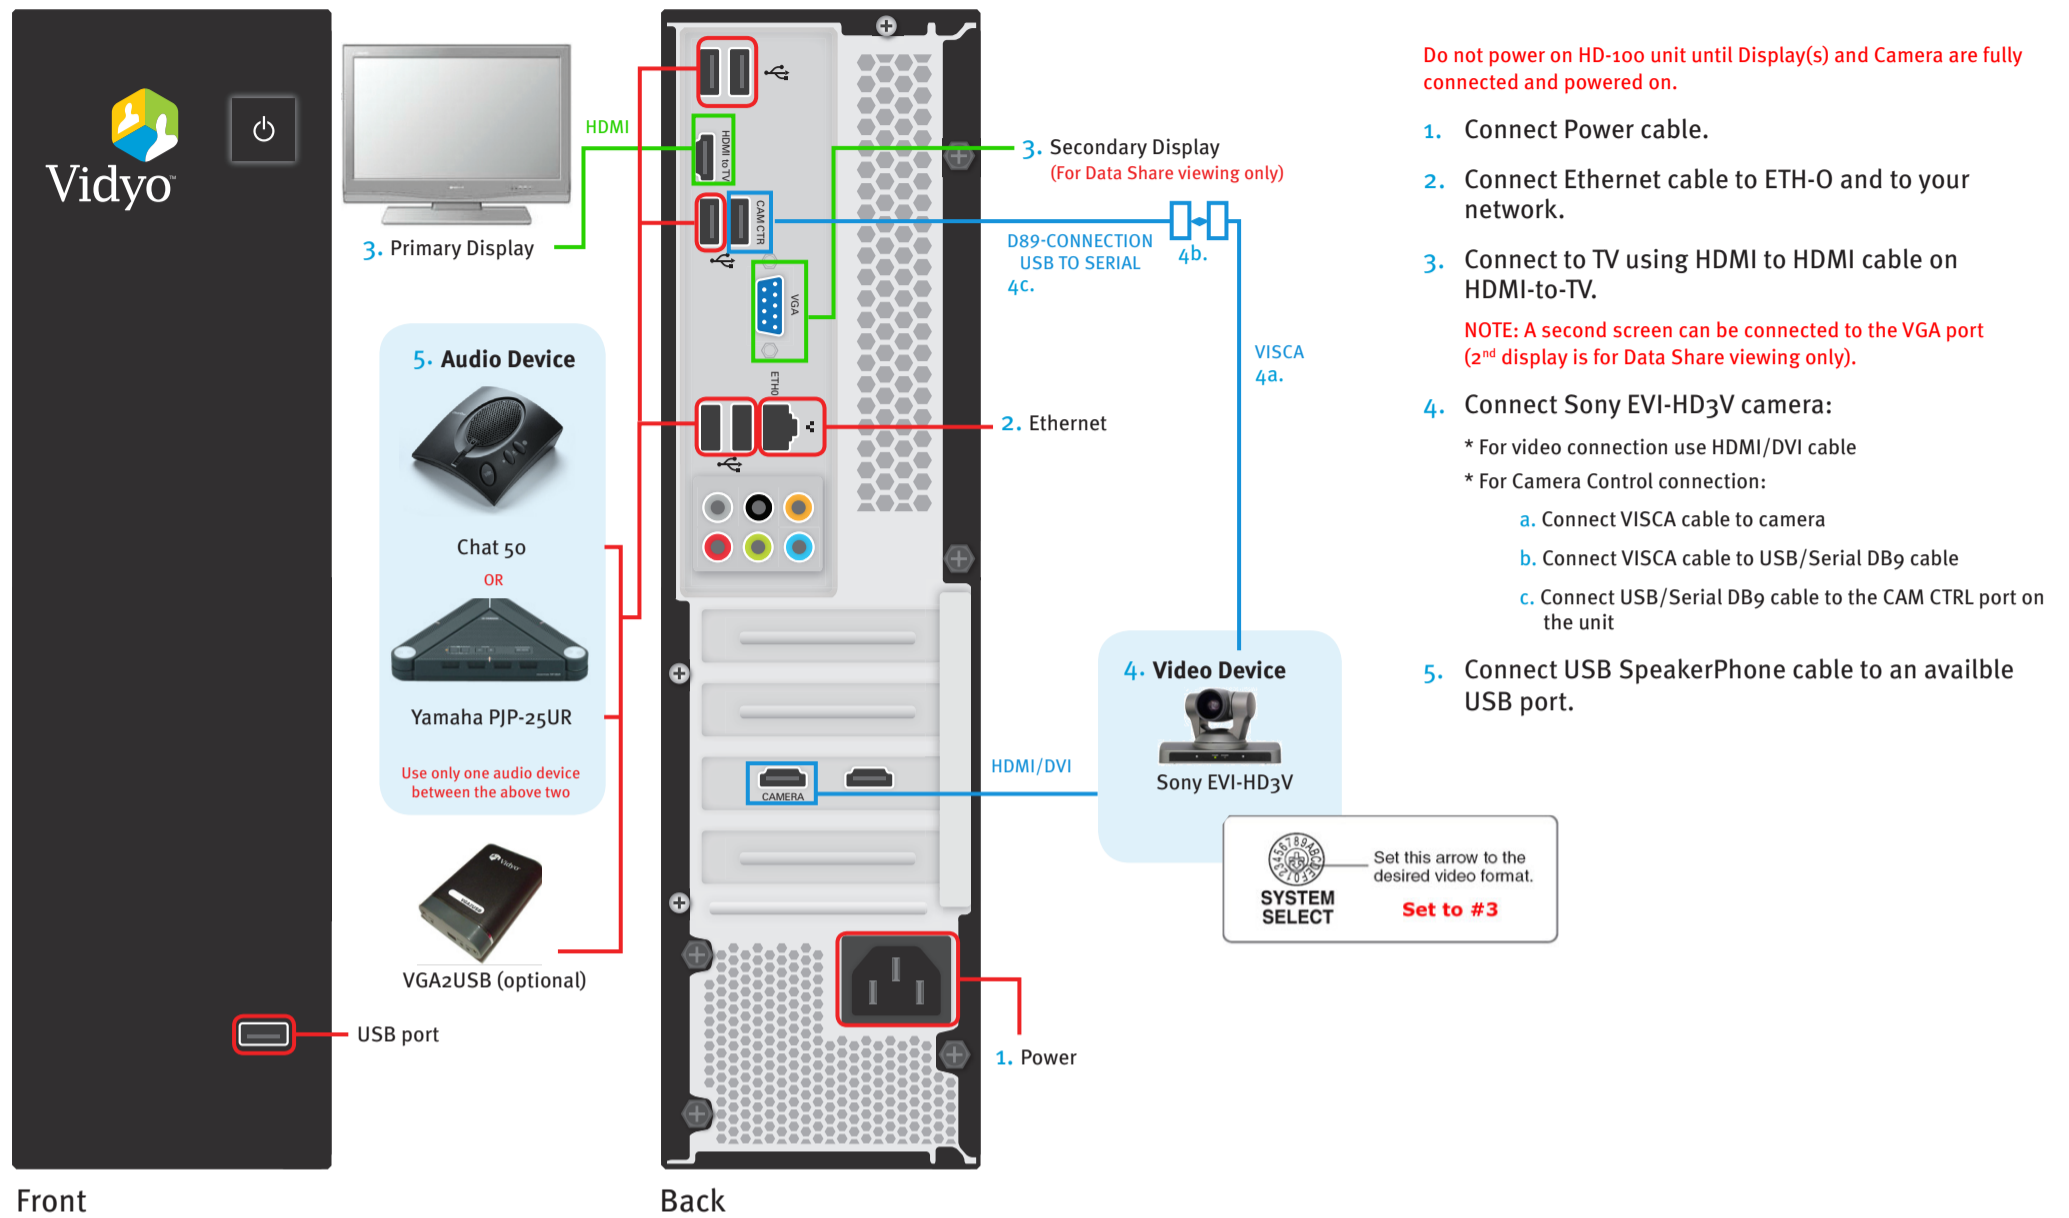 Vidyo™
HDMI
3. Primary Display
5. Audio Device
Chat 50
OR
Yamaha PJP-25UR
Use only one audio device
between the above two
Vidyo
VGA2USB (optional)
USB port
Front
HDMI to TV
CAM CTR
VGA
ETH0
CAMERA
Back
3. Secondary Display
(For Data Share viewing only)
D89-CONNECTION
USB TO SERIAL
4c.
4b.
VISCA
4a.
2. Ethernet
4. Video Device
Sony EVI-HD3V
HDMI/DVI
1. Power
0123456789ABCDEF
SYSTEM
SELECT
Set this arrow to the
desired video format.
Set to #3
Do not power on HD-100 unit until Display(s) and Camera are fully
connected and powered on.
1. Connect Power cable.
2. Connect Ethernet cable to ETH-O and to your
network.
3. Connect to TV using HDMI to HDMI cable on
HDMI-to-TV.
NOTE: A second screen can be connected to the VGA port
(2nd display is for Data Share viewing only).
4. Connect Sony EVI-HD3V camera:
* For video connection use HDMI/DVI cable
* For Camera Control connection:
a. Connect VISCA cable to camera
b. Connect VISCA cable to USB/Serial DB9 cable
c. Connect USB/Serial DB9 cable to the CAM CTRL port on
the unit
5. Connect USB SpeakerPhone cable to an availble
USB port.